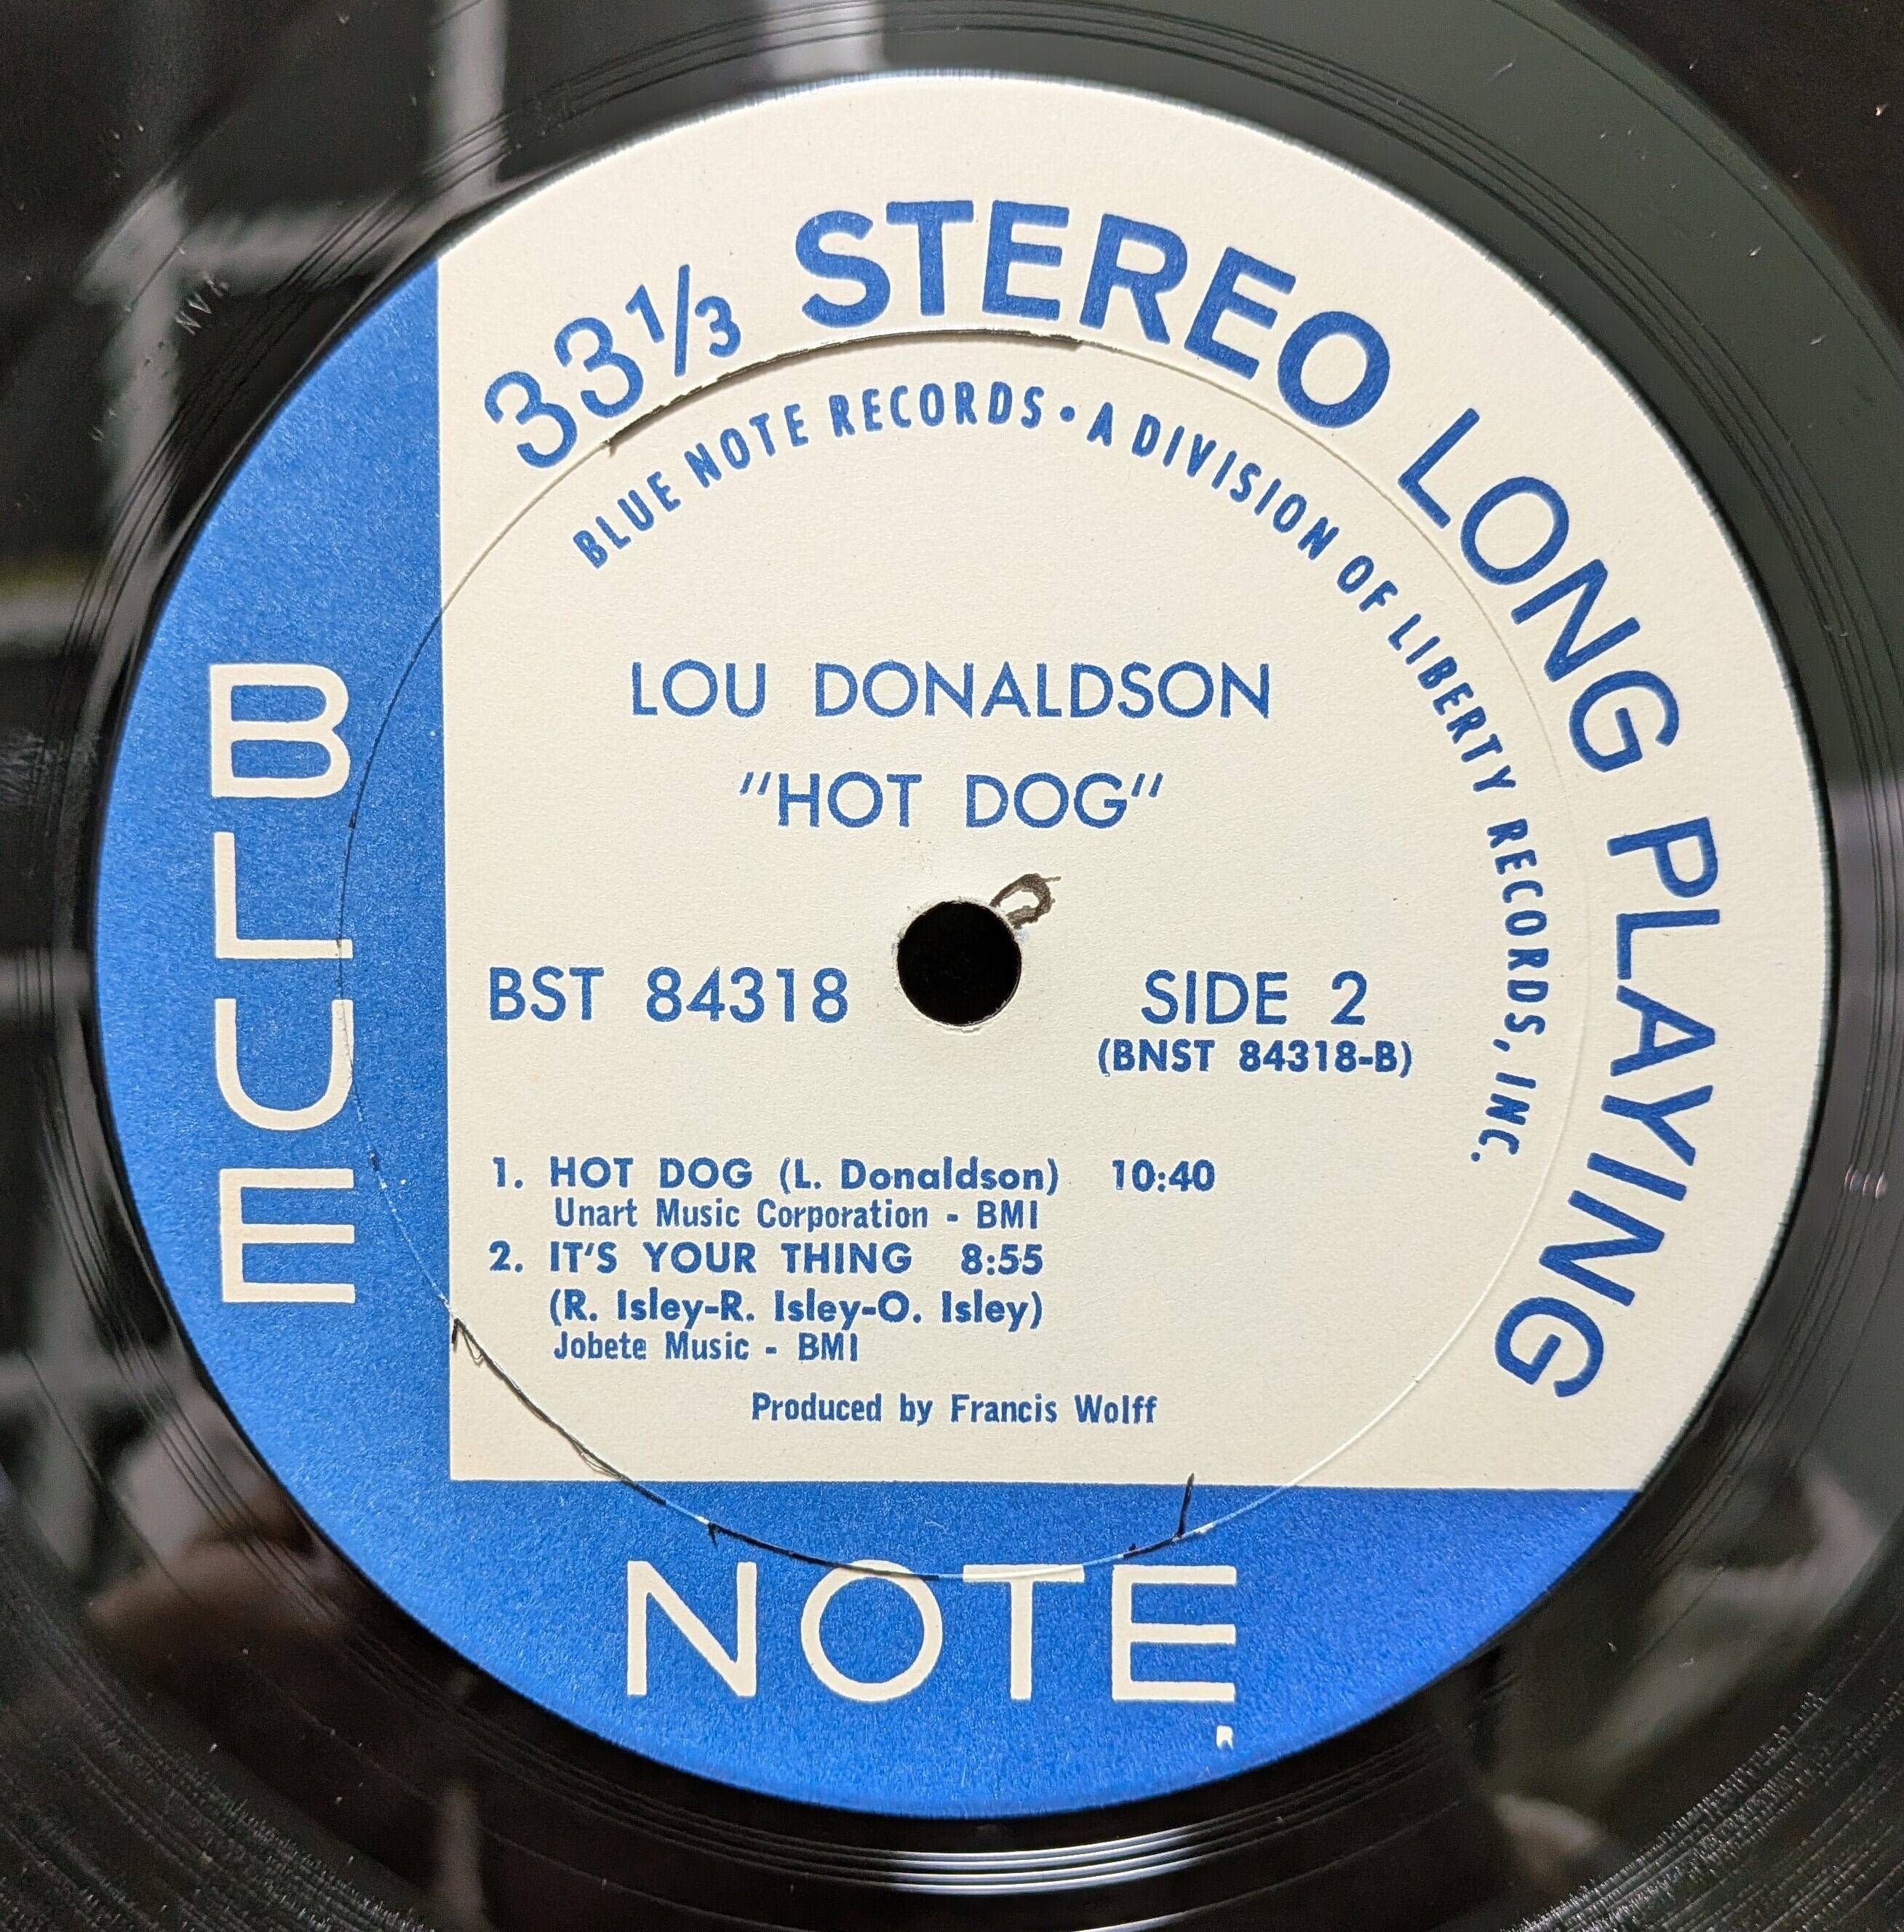 33⅓ STEREO LONG PLAYING
BLUE NOTE RECORDS • A DIVISION OF LIBERTY RECORDS, INC.
LOU DONALDSON
"HOT DOG"
BST 84318
SIDE 2
(BNST 84318-B)
1. HOT DOG (L. Donaldson) 10:40
Unart Music Corporation - BMI
2. IT'S YOUR THING 8:55
(R. Isley-R. Isley-O. Isley)
Jobete Music - BMI
Produced by Francis Wolff
BLUE
NOTE